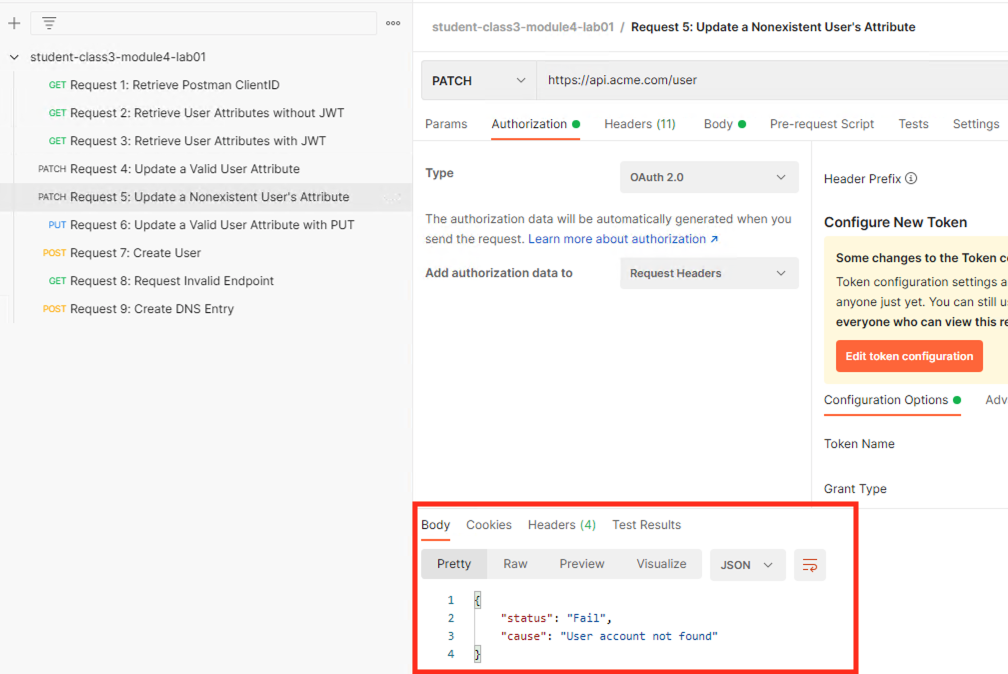 student-class3-module4-lab01 / Request 5: Update a Nonexistent User's Attribute
student-class3-module4-lab01
GET Request 1: Retrieve Postman ClientID
GET Request 2: Retrieve User Attributes without JWT
GET Request 3: Retrieve User Attributes with JWT
PATCH Request 4: Update a Valid User Attribute
PATCH Request 5: Update a Nonexistent User's Attribute
PUT Request 6: Update a Valid User Attribute with PUT
POST Request 7: Create User
GET Request 8: Request Invalid Endpoint
POST Request 9: Create DNS Entry
PATCH https://api.acme.com/user
Params Authorization Headers (11) Body Pre-request Script Tests Settings
Type OAuth 2.0
The authorization data will be automatically generated when you
send the request. Learn more about authorization ↗
Add authorization data to Request Headers
Header Prefix
Configure New Token
Some changes to the Token co
Token configuration settings a
anyone just yet. You can still u
everyone who can view this re
Edit token configuration
Configuration Options Adv
Token Name
Grant Type
Body Cookies Headers (4) Test Results
Pretty Raw Preview Visualize JSON
1 {
2 "status": "Fail",
3 "cause": "User account not found"
4 }